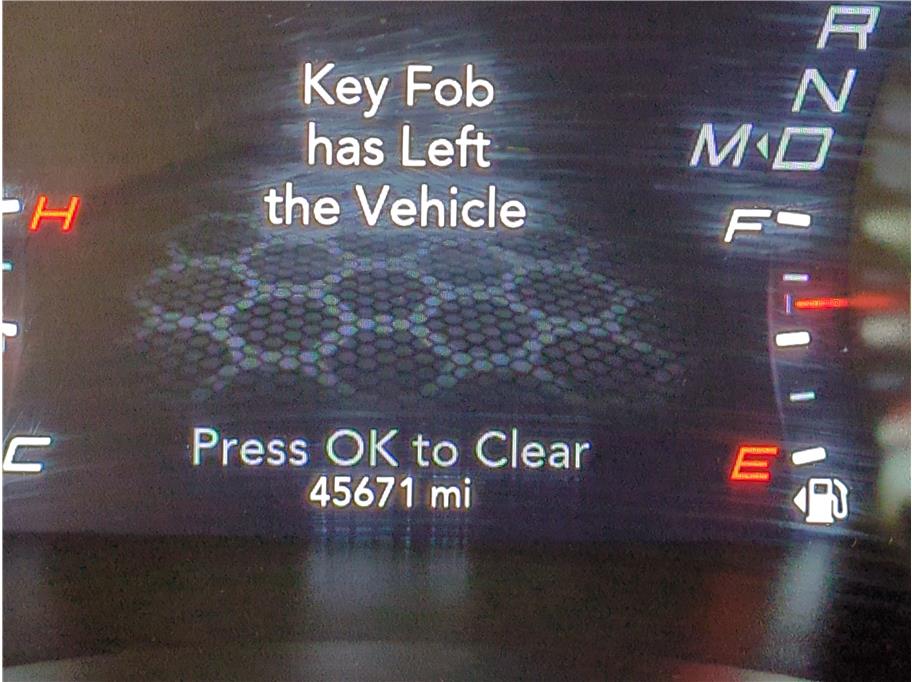 R
N
Key Fob
has Left
M D
the Vehicle
H
F
Press OK to Clear
C
E
45671 mi